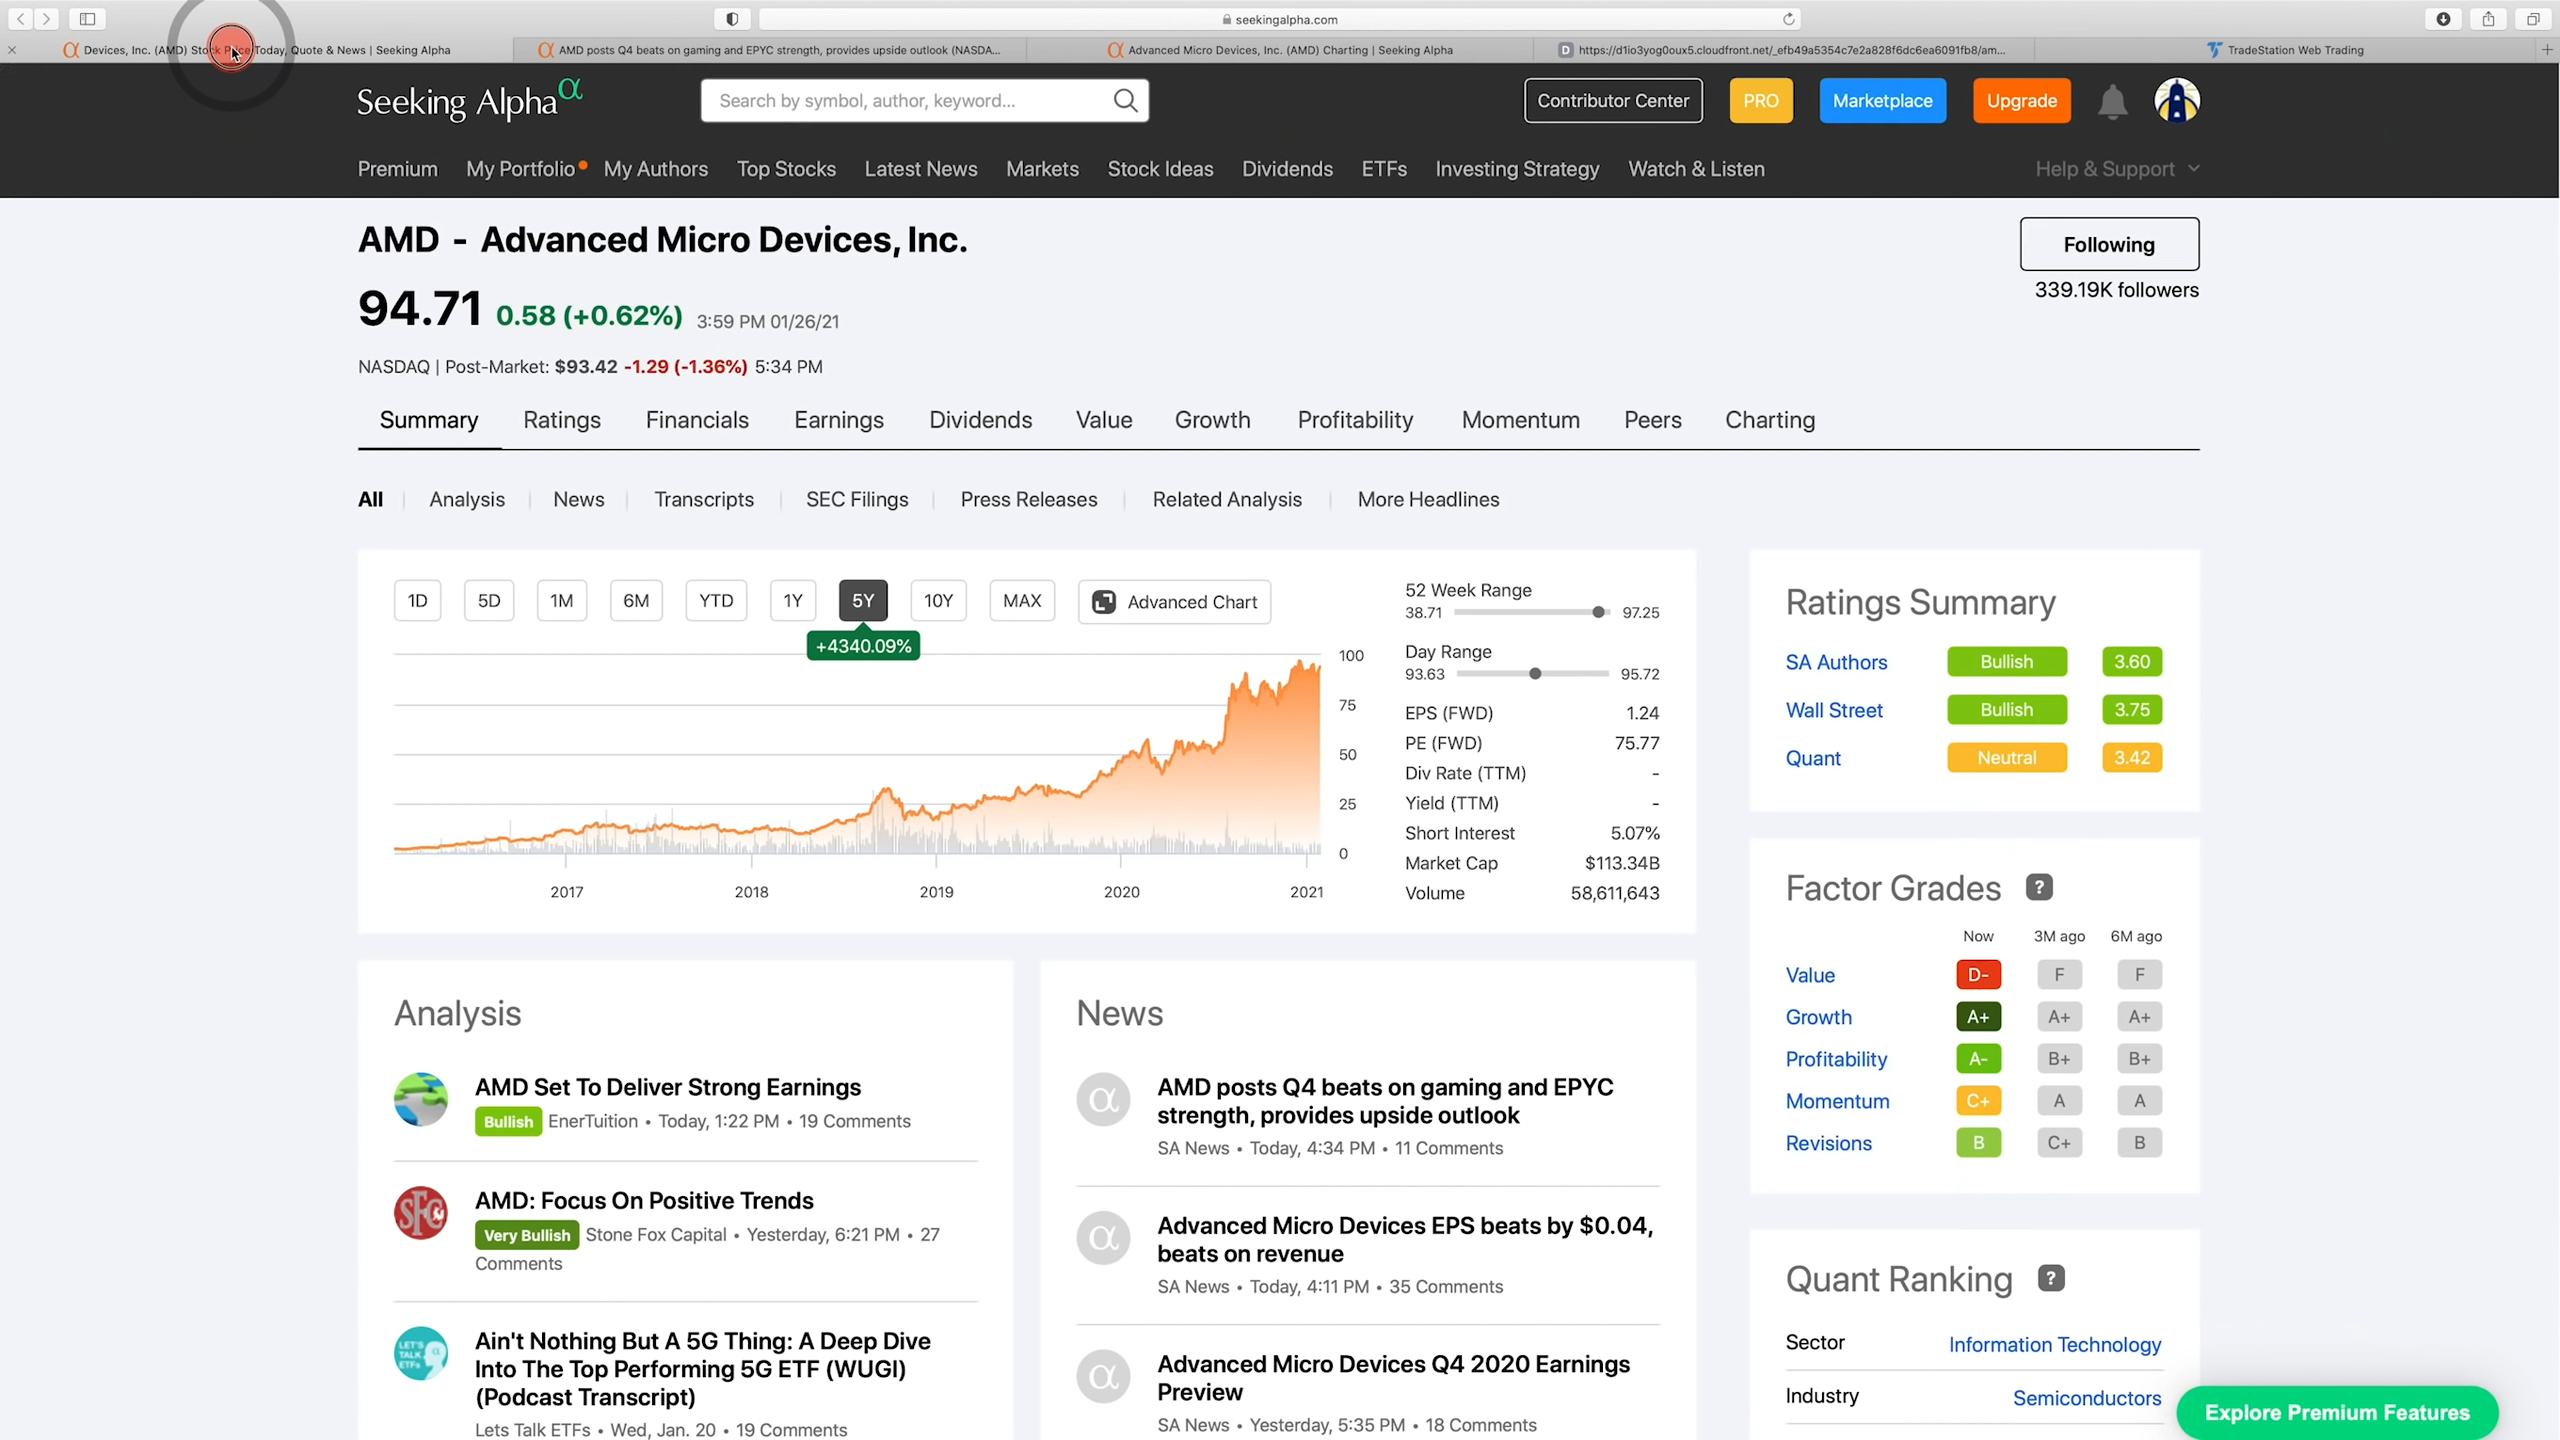 seekingalpha.com
Devices, Inc. (AMD) Stock Price Today, Quote & News | Seeking Alpha
AMD posts Q4 beats on gaming and EPYC strength, provides upside outlook (NASDA...
Advanced Micro Devices, Inc. (AMD) Charting | Seeking Alpha
D https://d1io3yog0oux5.cloudfront.net/_efb49a5354c7e2a828f6dc6ea6091fb8/am...
TradeStation Web Trading
Seeking Alpha α
Search by symbol, author, keyword...
Contributor Center
PRO
Marketplace
Upgrade
Premium My Portfolio My Authors Top Stocks Latest News Markets Stock Ideas Dividends ETFs Investing Strategy Watch & Listen Help & Support
AMD - Advanced Micro Devices, Inc.
Following
339.19K followers
94.71 0.58 (+0.62%) 3:59 PM 01/26/21
NASDAQ | Post-Market: $93.42 -1.29 (-1.36%) 5:34 PM
Summary Ratings Financials Earnings Dividends Value Growth Profitability Momentum Peers Charting
All | Analysis | News | Transcripts | SEC Filings | Press Releases | Related Analysis | More Headlines
1D 5D 1M 6M YTD 1Y 5Y 10Y MAX Advanced Chart
+4340.09%
100
75
50
25
0
2017 2018 2019 2020 2021
52 Week Range
38.71 97.25
Day Range
93.63 95.72
EPS (FWD) 1.24
PE (FWD) 75.77
Div Rate (TTM) -
Yield (TTM) -
Short Interest 5.07%
Market Cap $113.34B
Volume 58,611,643
Ratings Summary
SA Authors Bullish 3.60
Wall Street Bullish 3.75
Quant Neutral 3.42
Factor Grades ?
Now 3M ago 6M ago
Value D- F F
Growth A+ A+ A+
Profitability A- B+ B+
Momentum C+ A A
Revisions B C+ B
Quant Ranking ?
Sector Information Technology
Industry Semiconductors
Explore Premium Features
Analysis
AMD Set To Deliver Strong Earnings
Bullish EnerTuition • Today, 1:22 PM • 19 Comments
SFC
AMD: Focus On Positive Trends
Very Bullish Stone Fox Capital • Yesterday, 6:21 PM • 27
Comments
LET'S
TALK
ETFs
Ain't Nothing But A 5G Thing: A Deep Dive
Into The Top Performing 5G ETF (WUGI)
(Podcast Transcript)
Lets Talk ETFs • Wed, Jan. 20 • 19 Comments
News
α
AMD posts Q4 beats on gaming and EPYC
strength, provides upside outlook
SA News • Today, 4:34 PM • 11 Comments
α
Advanced Micro Devices EPS beats by $0.04,
beats on revenue
SA News • Today, 4:11 PM • 35 Comments
α
Advanced Micro Devices Q4 2020 Earnings
Preview
SA News • Yesterday, 5:35 PM • 18 Comments